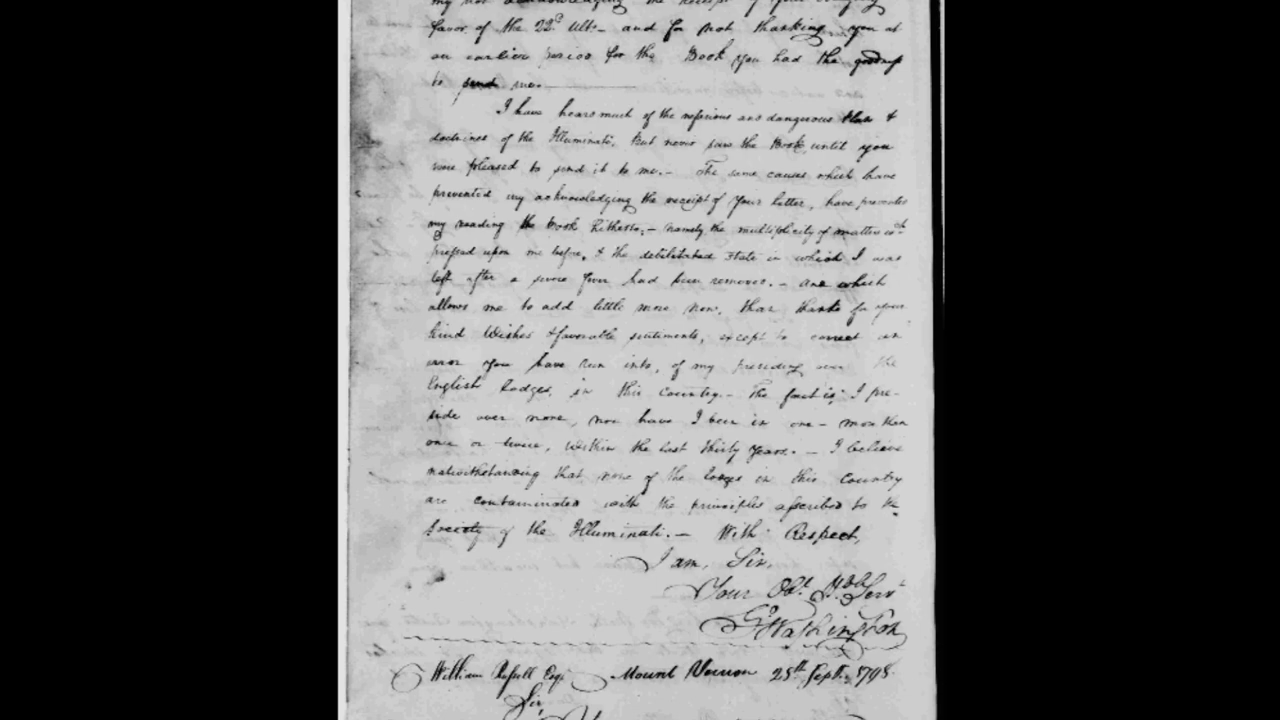 my not acknowledging the receipt of your obliging
favor of the 22d. Ulto.— and for not thanking you at
an earlier period for the Book you had the goodness
to send me.
I have heard much of the nefarious and dangerous plan &
doctrines of the Illuminati, but never saw the Book until you
were pleased to send it to me.— The same causes which have
prevented my acknowledging the receipt of your letter, have prevented
my reading the book hitherto;— namely the multiplicity of matters wch.
pressed upon me before, & the debilitated state in which I was
left after a severe fever had been removed.— And which
allows me to add little more now, than thanks for your
kind wishes & favorable sentiments, except to correct an
error you have run into, of my presiding over the
English Lodges, in this Country.— The fact is, I pre-
side over none, nor have I been in one— more than
once or twice, within the last thirty years.— I believe
notwithstanding that none of the Lodges in this Country
are contaminated with the principles ascribed to the
Society of the Illuminati.— With Respect,
I am, Sir,
Your Obt. Hble Servt
Go. Washington
William Russell Esqr. Mount Vernon 28th. Sept. 1798
Sir,